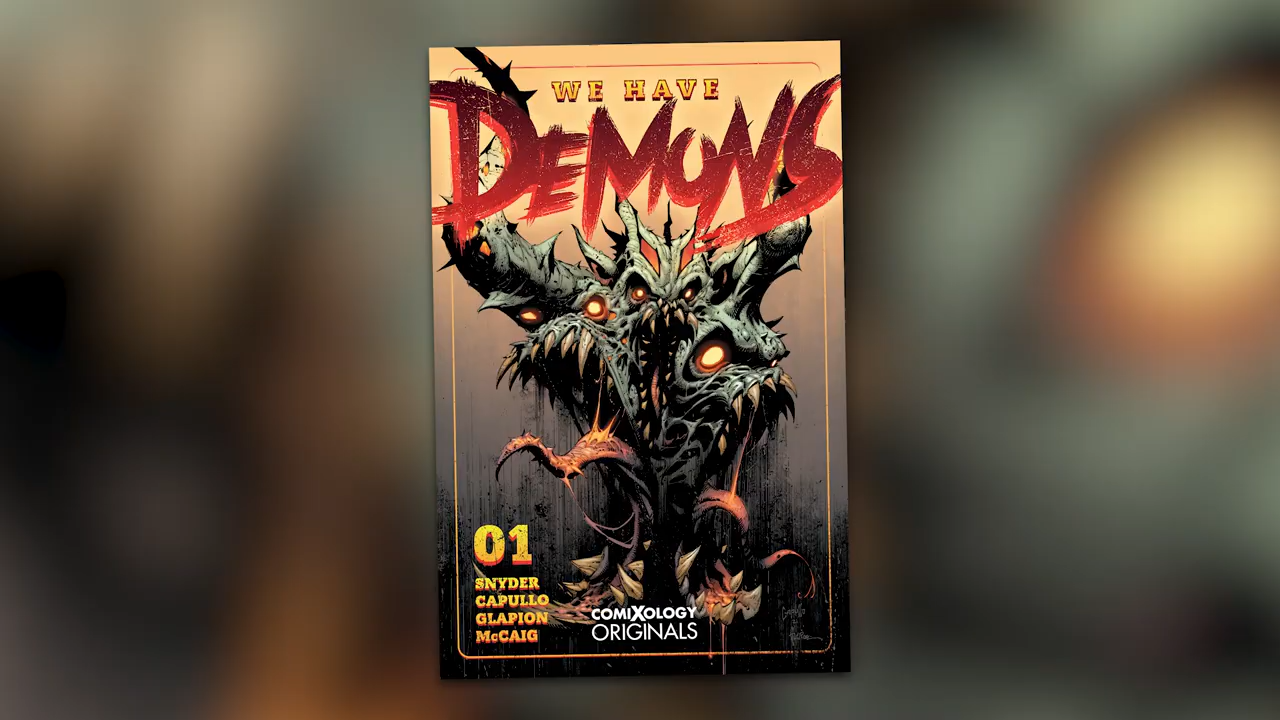 WE HAVE
DEMONS
01
SNYDER
CAPULLO
GLAPION
McCAIG
COMIXOLOGY
ORIGINALS